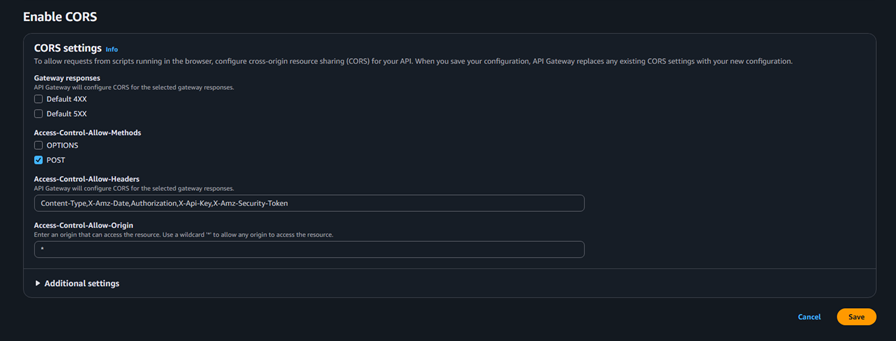 Enable CORS
CORS settings Info
To allow requests from scripts running in the browser, configure cross-origin resource sharing (CORS) for your API. When you save your configuration, API Gateway replaces any existing CORS settings with your new configuration.
Gateway responses
API Gateway will configure CORS for the selected gateway responses.
Default 4XX
Default 5XX
Access-Control-Allow-Methods
OPTIONS
POST
Access-Control-Allow-Headers
API Gateway will configure CORS for the selected gateway responses.
Content-Type,X-Amz-Date,Authorization,X-Api-Key,X-Amz-Security-Token
Access-Control-Allow-Origin
Enter an origin that can access the resource. Use a wildcard '*' to allow any origin to access the resource.
*
Additional settings
Cancel Save